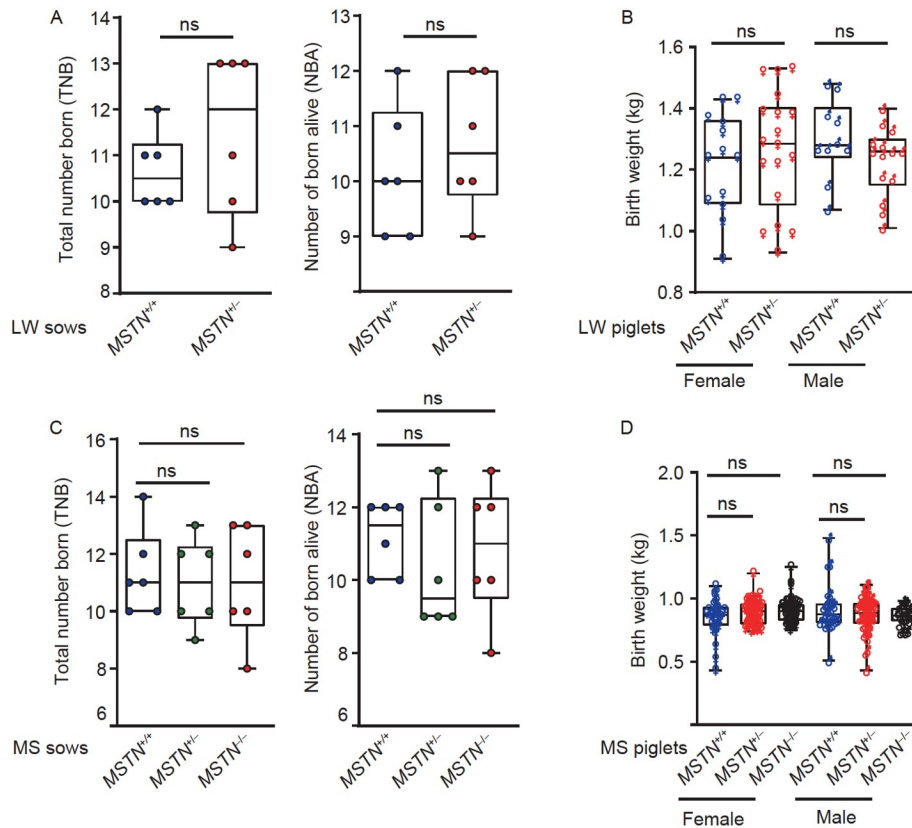 A
Total number born (TNB)
14
13
12
11
10
9
8
ns
LW sows
MSTN+/+
MSTN+/−
Number of born alive (NBA)
13
12
11
10
9
ns
MSTN+/+
MSTN+/−
B
Birth weight (kg)
1.6
1.4
1.2
1.0
0.8
ns
ns
LW piglets
MSTN+/+
MSTN+/−
MSTN+/+
MSTN+/−
Female
Male
C
Total number born (TNB)
16
14
12
10
8
6
ns
ns
MS sows
MSTN+/+
MSTN+/−
MSTN−/−
Number of born alive (NBA)
14
13
12
10
8
6
ns
ns
MSTN+/+
MSTN+/−
MSTN−/−
D
Birth weight (kg)
2.0
1.5
1.0
0.5
ns
ns
ns
ns
MS piglets
MSTN+/+
MSTN+/−
MSTN−/−
MSTN+/+
MSTN+/−
MSTN−/−
Female
Male